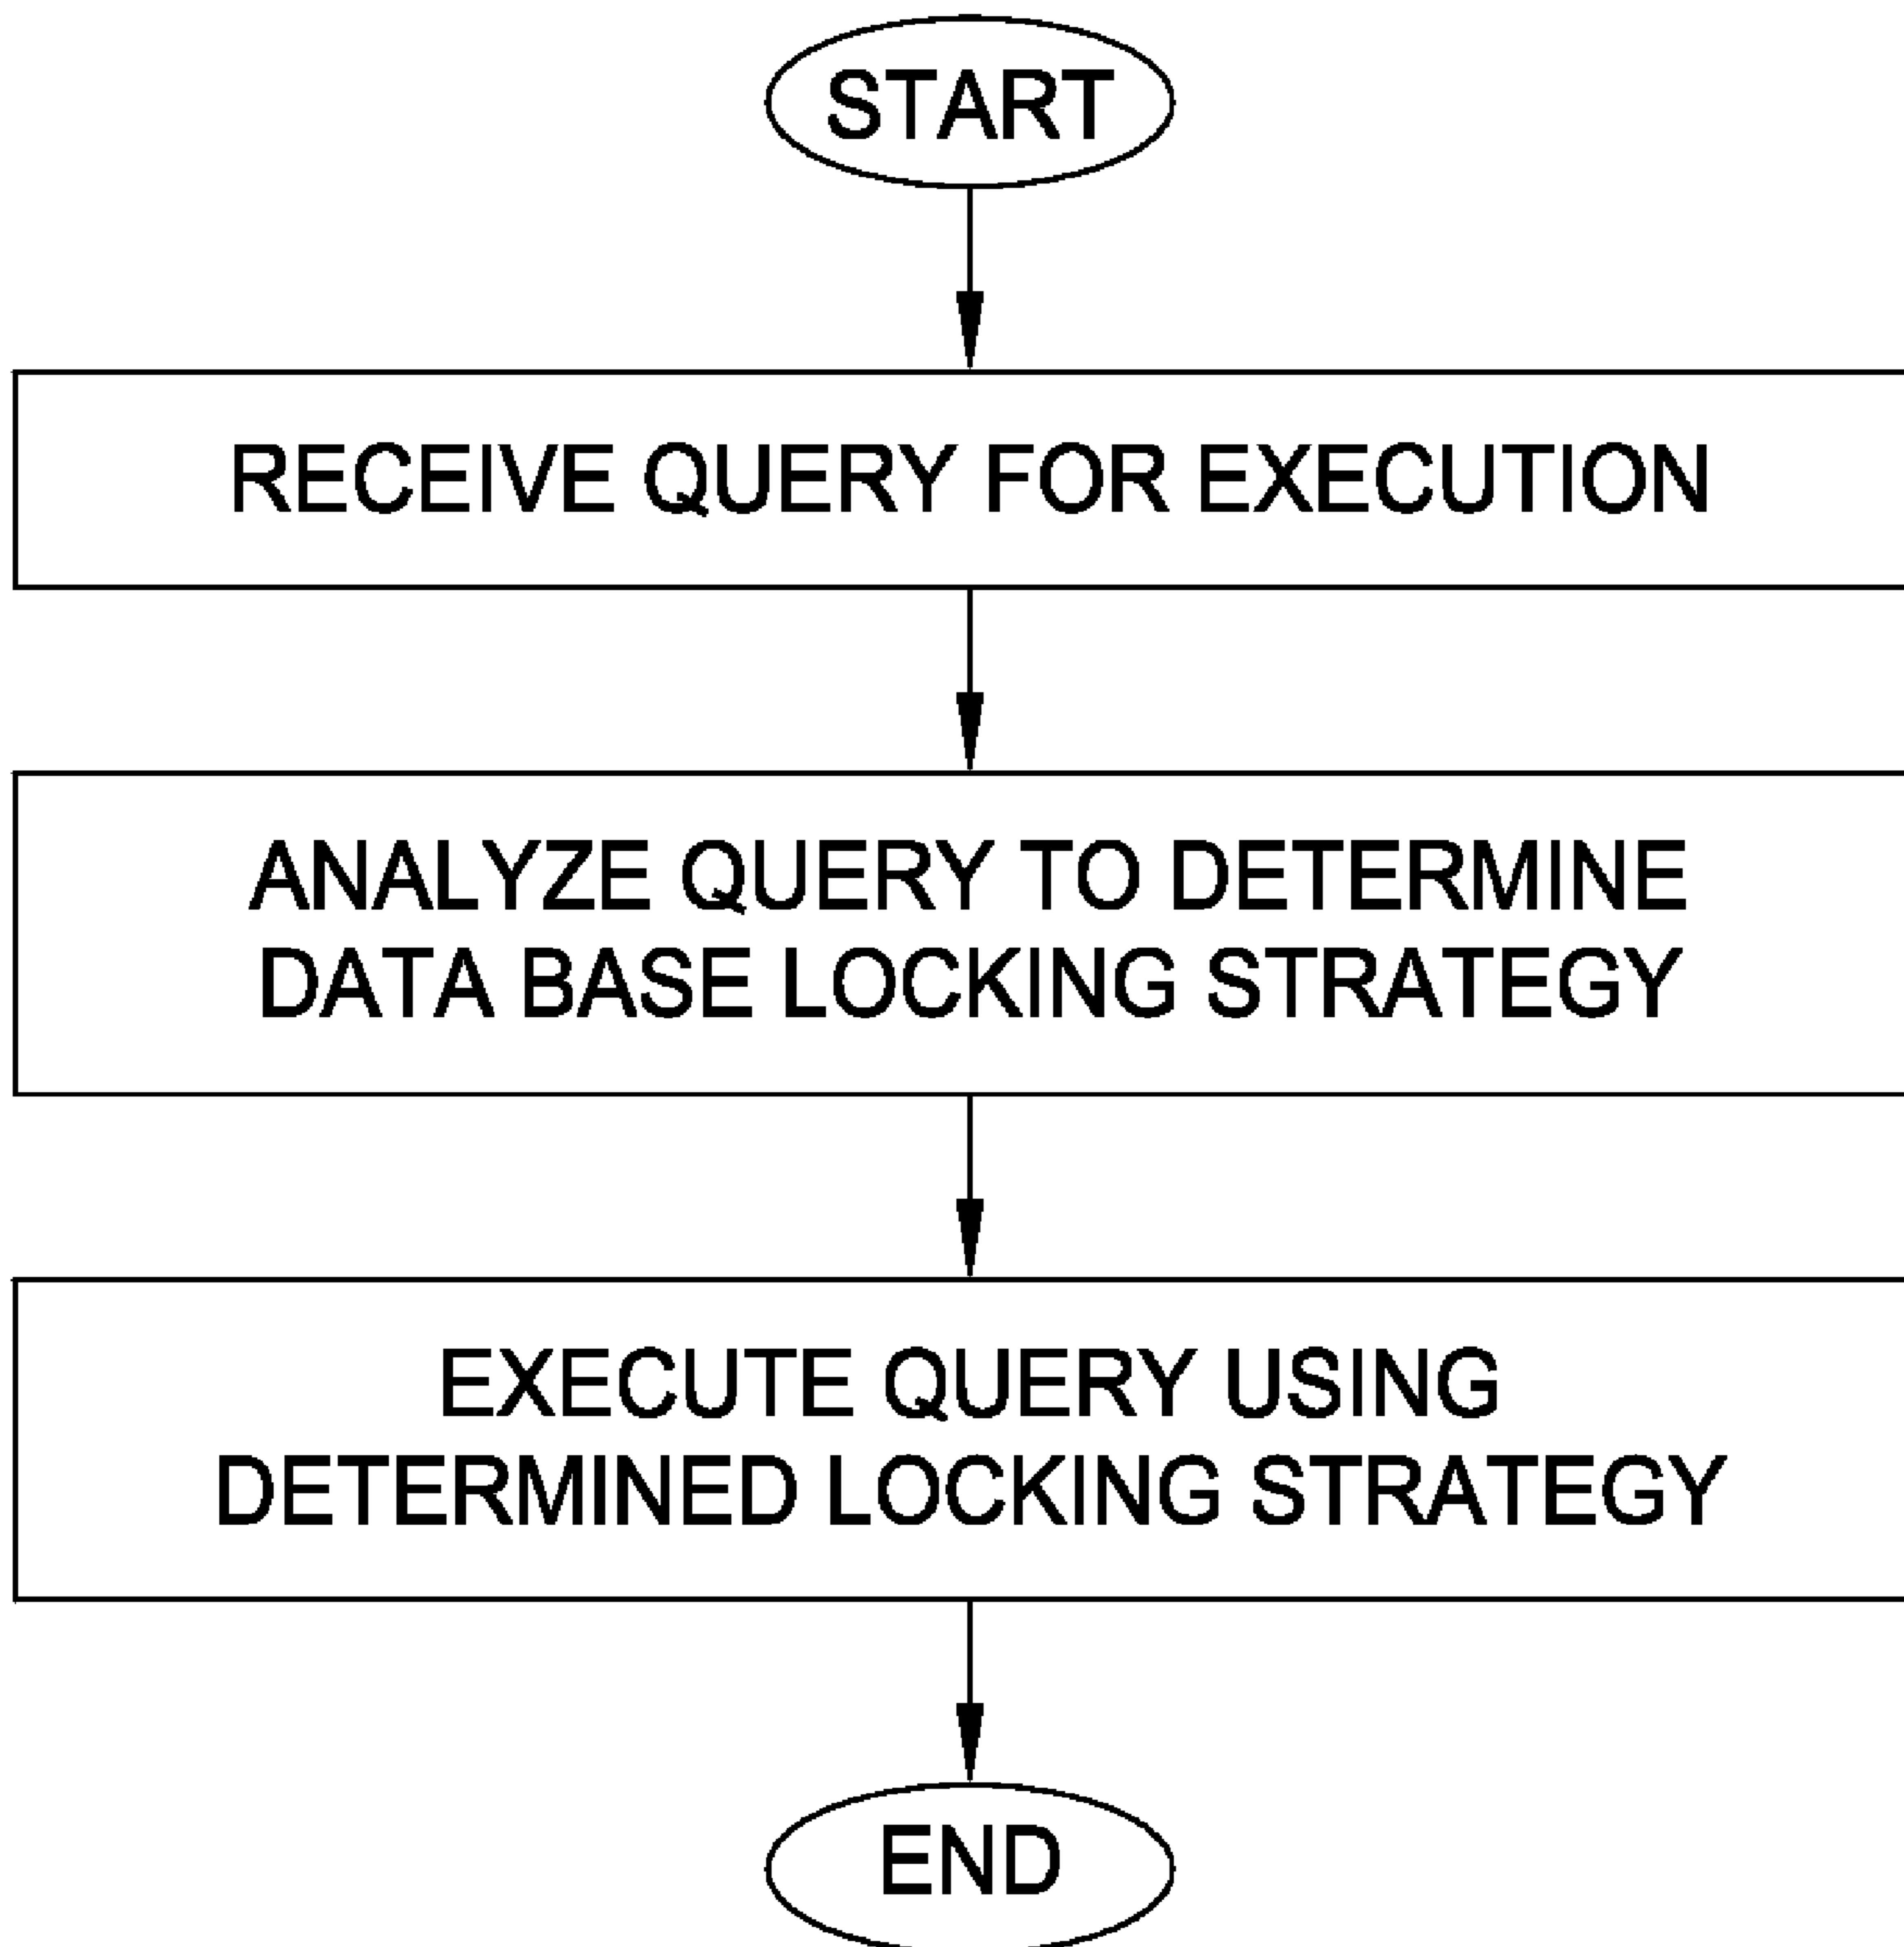 START
RECEIVE QUERY FOR EXECUTION
ANALYZE QUERY TO DETERMINE
DATA BASE LOCKING STRATEGY
EXECUTE QUERY USING
DETERMINED LOCKING STRATEGY
END